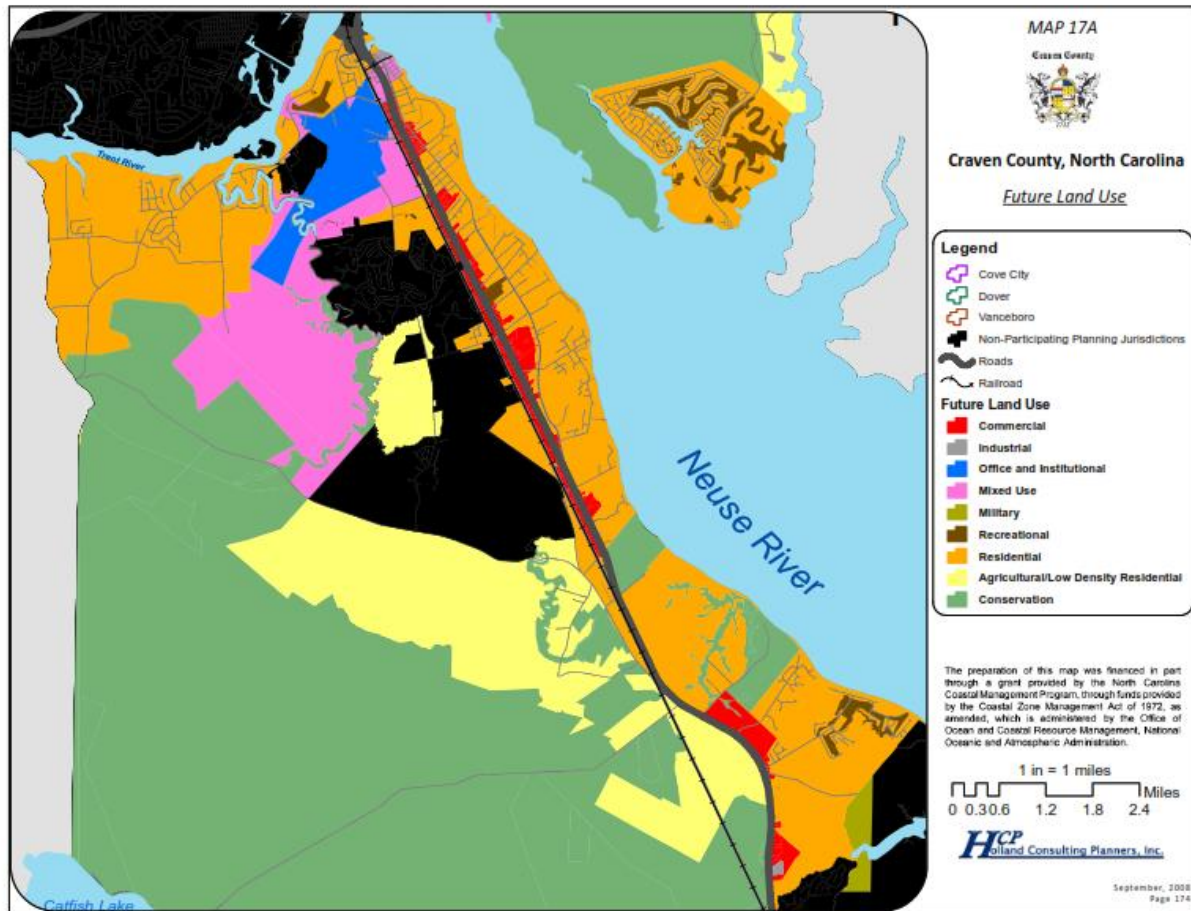 MAP 17A
Craven County
Craven County, North Carolina
Future Land Use
Legend
Cove City
Dover
Vanceboro
Non-Participating Planning Jurisdictions
Roads
Railroad
Future Land Use
Commercial
Industrial
Office and Institutional
Mixed Use
Military
Recreational
Residential
Agricultural/Low Density Residential
Conservation
Trent River
Neuse River
Catfish Lake
The preparation of this map was financed in part
through a grant provided by the North Carolina
Coastal Management Program, through funds provided
by the Coastal Zone Management Act of 1972, as
amended, which is administered by the Office of
Ocean and Coastal Resource Management, National
Oceanic and Atmospheric Administration.
1 in = 1 miles
Miles
0 0.3 0.6 1.2 1.8 2.4
HCP
Holland Consulting Planners, Inc.
September, 2008
Page 174